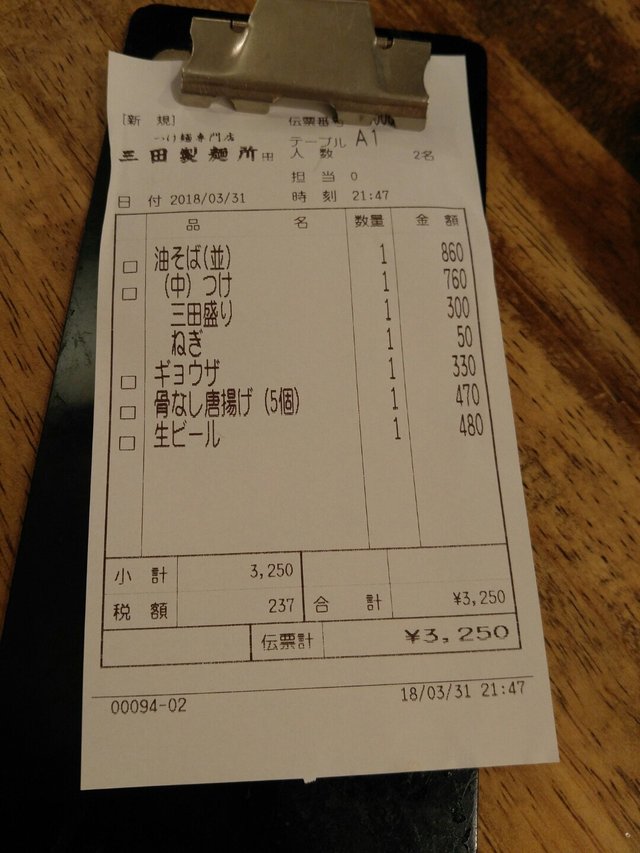 [新 規] 伝票番号
つけ麺専門店 テーブル A1
三田製麺所 人 数 2名
担 当 0
日 付 2018/03/31 時 刻 21:47
品 名 数量 金 額
□ 油そば(並) 1 860
□ (中) つけ 1 760
三田盛り 1 300
ねぎ 1 50
□ ギョウザ 1 330
□ 骨なし唐揚げ (5個) 1 470
□ 生ビール 1 480
小 計 3,250
税 額 237 合 計 ¥3,250
伝票計 ¥3,250
00094-02 18/03/31 21:47